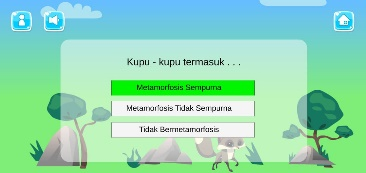 Kupu - kupu termasuk . . .
Metamorfosis Sempurna
Metamorfosis Tidak Sempurna
Tidak Bermetamorfosis